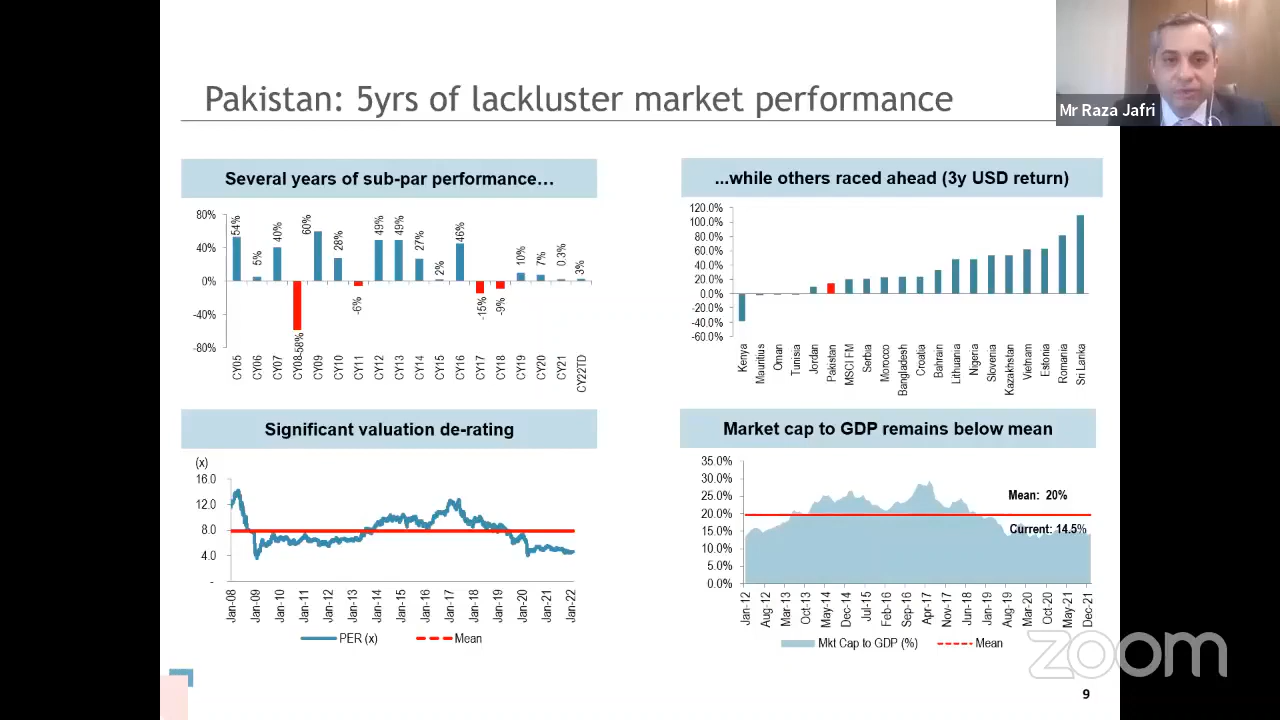 Pakistan: 5yrs of lackluster market performance
Mr Raza Jafri
Several years of sub-par performance…
80%
40%
0%
-40%
-80%
54%
5%
40%
-58%
60%
28%
-6%
49%
49%
27%
2%
46%
-15%
-9%
10%
7%
0.3%
3%
CY05
CY06
CY07
CY08
CY09
CY10
CY11
CY12
CY13
CY14
CY15
CY16
CY17
CY18
CY19
CY20
CY21
CY22TD
...while others raced ahead (3y USD return)
120.0%
100.0%
80.0%
60.0%
40.0%
20.0%
0.0%
-20.0%
-40.0%
-60.0%
Kenya
Mauritius
Oman
Tunisia
Jordan
Pakistan
MSCI FM
Serbia
Morocco
Bangladesh
Croatia
Bahrain
Lithuania
Nigeria
Slovenia
Kazakhstan
Vietnam
Estonia
Romania
Sri Lanka
Significant valuation de-rating
(x)
16.0
12.0
8.0
4.0
-
Jan-08
Jan-09
Jan-10
Jan-11
Jan-12
Jan-13
Jan-14
Jan-15
Jan-16
Jan-17
Jan-18
Jan-19
Jan-20
Jan-21
Jan-22
PER (x)
Mean
Market cap to GDP remains below mean
35.0%
30.0%
25.0%
20.0%
15.0%
10.0%
5.0%
0.0%
Mean: 20%
Current: 14.5%
Jan-12
Aug-12
Mar-13
Oct-13
May-14
Dec-14
Jul-15
Feb-16
Sep-16
Apr-17
Nov-17
Jun-18
Jan-19
Aug-19
Mar-20
Oct-20
May-21
Dec-21
Mkt Cap to GDP (%)
Mean
zoom
9